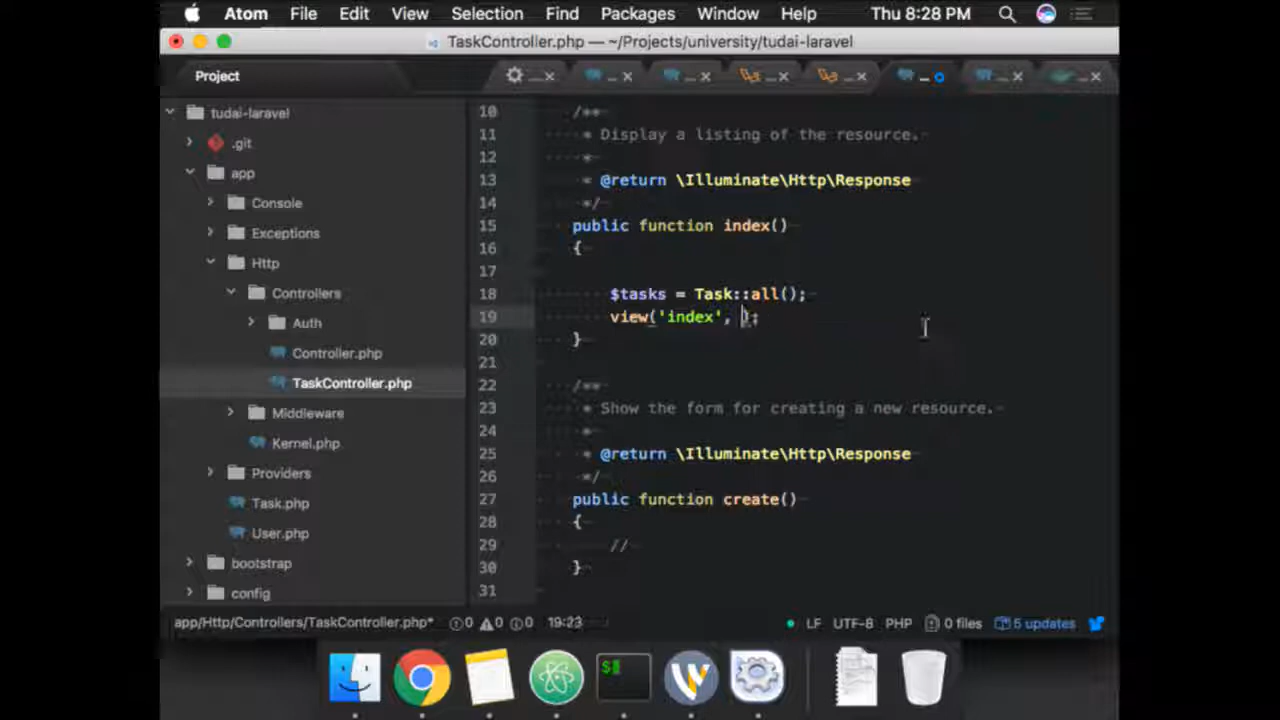 Atom File Edit View Selection Find Packages Window Help Thu 8:28 PM
TaskController.php — ~/Projects/university/tudai-laravel
Project
tudai-laravel
.git
app
Console
Exceptions
Http
Controllers
Auth
Controller.php
TaskController.php
Middleware
Kernel.php
Providers
Task.php
User.php
bootstrap
config
10 /**
11 * Display a listing of the resource.
12 *
13 * @return \Illuminate\Http\Response
14 */
15 public function index()
16 {
17
18 $tasks = Task::all();
19 view('index', );
20 }
21
22 /**
23 * Show the form for creating a new resource.
24 *
25 * @return \Illuminate\Http\Response
26 */
27 public function create()
28 {
29 //
30 }
31
app/Http/Controllers/TaskController.php* 0 0 0 19:23 LF UTF-8 PHP 0 files 5 updates
$